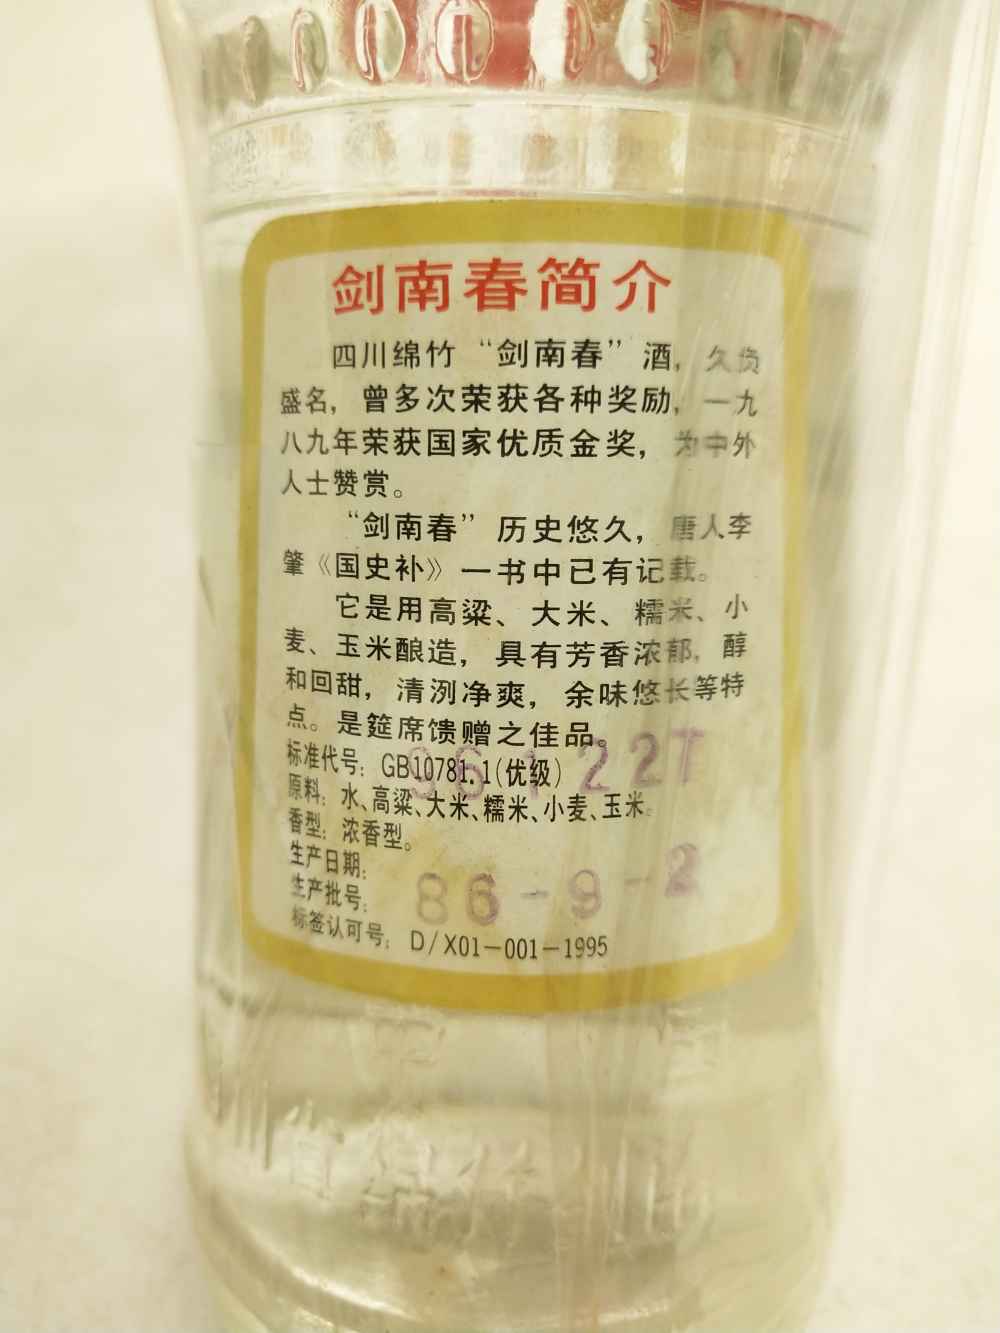 剑南春简介
四川绵竹“剑南春”酒，久负
盛名，曾多次荣获各种奖励，一九
八九年荣获国家优质金奖，为中外
人士赞赏。
“剑南春”历史悠久，唐人李
肇《国史补》一书中已有记载。
它是用高粱、大米、糯米、小
麦、玉米酿造，具有芳香浓郁，醇
和回甜，清洌净爽，余味悠长等特
点。是筵席馈赠之佳品。
标准代号：GB10781.1(优级)
961227
原料：水、高粱、大米、糯米、小麦、玉米。
香型：浓香型。
生产日期：
生产批号：
86-9-2
标签认可号：D/X01－001－1995